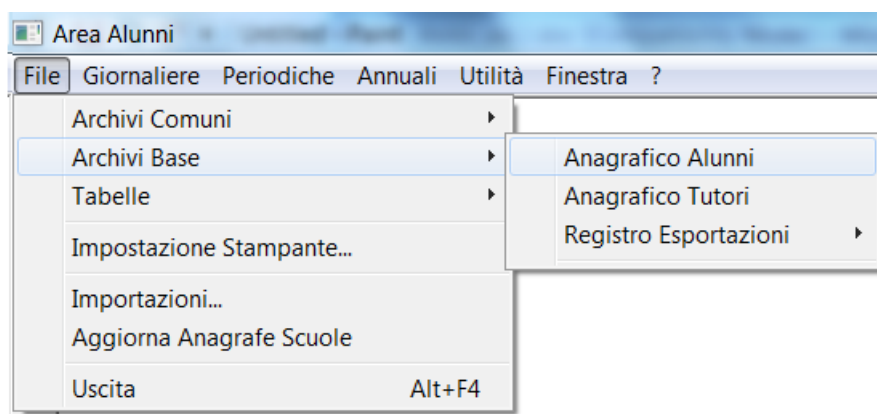 Area Alunni
File Giornaliere Periodiche Annuali Utilità Finestra ?
Archivi Comuni
Archivi Base
Tabelle
Impostazione Stampante...
Importazioni...
Aggiorna Anagrafe Scuole
Uscita Alt+F4
Anagrafico Alunni
Anagrafico Tutori
Registro Esportazioni